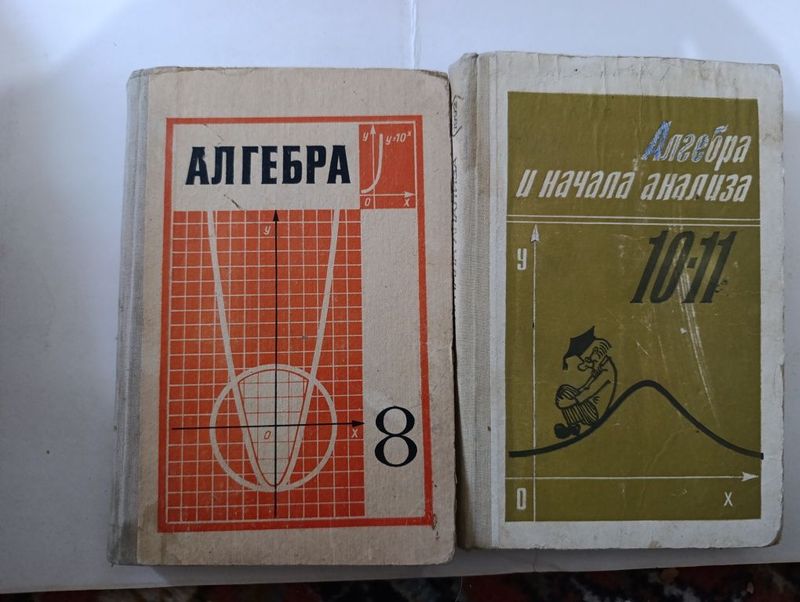 АЛГЕБРА
y
y=10ˣ
0
x
y
0
x
8
Алгебра
и начала анализа
10-11
y
0
x